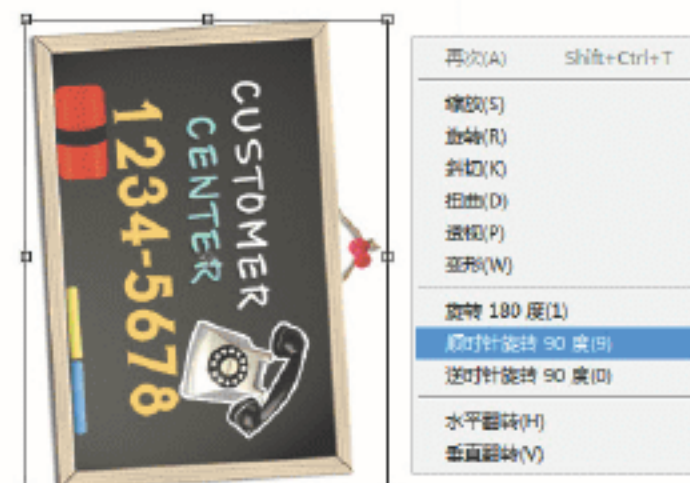 CUSTOMER
CENTER
1234-5678
再次(A) Shift+Ctrl+T
缩放(S)
旋转(R)
斜切(K)
扭曲(D)
透视(P)
变形(W)
旋转 180 度(1)
顺时针旋转 90 度(9)
逆时针旋转 90 度(0)
水平翻转(H)
垂直翻转(V)